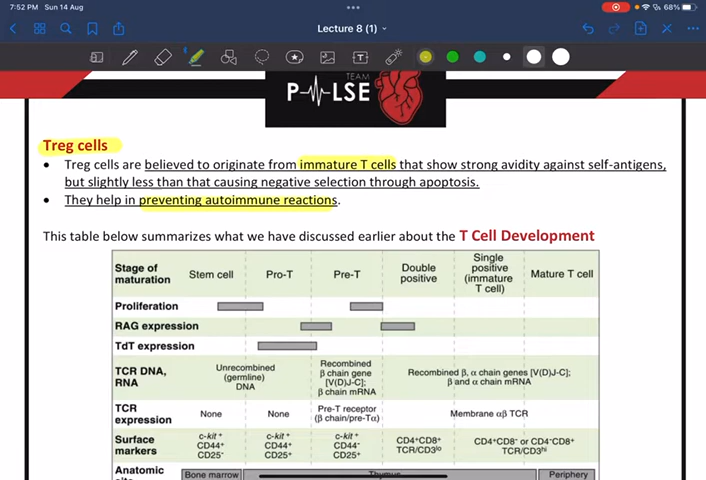 7:52 PM Sun 14 Aug
68%
Lecture 8 (1)
TEAM
PULSE
Treg cells
• Treg cells are believed to originate from immature T cells that show strong avidity against self-antigens,
but slightly less than that causing negative selection through apoptosis.
• They help in preventing autoimmune reactions.
This table below summarizes what we have discussed earlier about the T Cell Development
Stage of maturation Stem cell Pro-T Pre-T Double positive Single positive (immature T cell) Mature T cell
Proliferation
RAG expression
TdT expression
TCR DNA, RNA Unrecombined (germline) DNA Recombined β chain gene [V(D)J-C]; β chain mRNA Recombined β, α chain genes [V(D)J-C]; β and α chain mRNA
TCR expression None None Pre-T receptor (β chain/pre-Tα) Membrane αβ TCR
Surface markers c-kit+ CD44+ CD25- c-kit+ CD44+ CD25+ c-kit+ CD44- CD25+ CD4+CD8+ TCR/CD3lo CD4+CD8- or CD4-CD8+ TCR/CD3hi
Anatomic Bone marrow Thymus Periphery